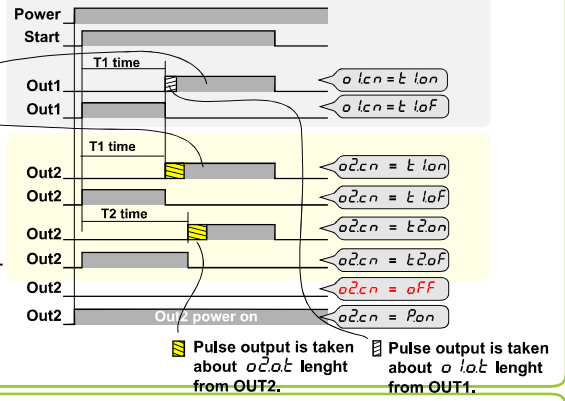 Power
Start
T1 time
Out1 o1.cn = t1.on
Out1 o1.cn = t1.oF
T1 time
Out2 o2.cn = t1.on
Out2 o2.cn = t1.oF
T2 time
Out2 o2.cn = t2.on
Out2 o2.cn = t2.oF
Out2 o2.cn = oFF
Out2 Out2 power on o2.cn = P.on
Pulse output is taken
about o2.o.t lenght
from OUT2.
Pulse output is taken
about o1.o.t lenght
from OUT1.